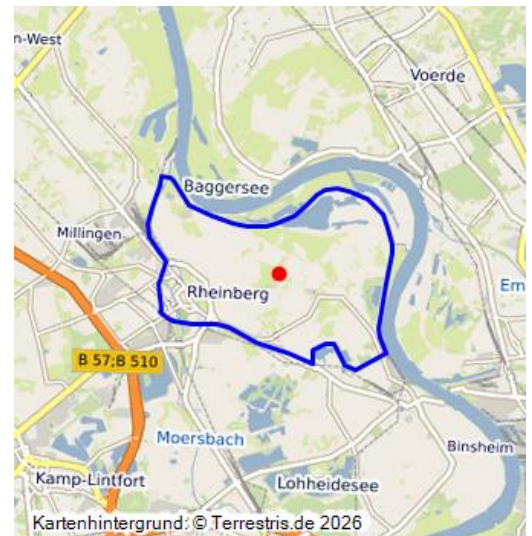 n-West
Voerde
Baggersee
Millingen
Rheinberg
Em
B 57;B 510
Moersbach
Binsheim
Kamp-Lintfort
Lohheidesee
Kartenhintergrund: © Terrestris.de 2026